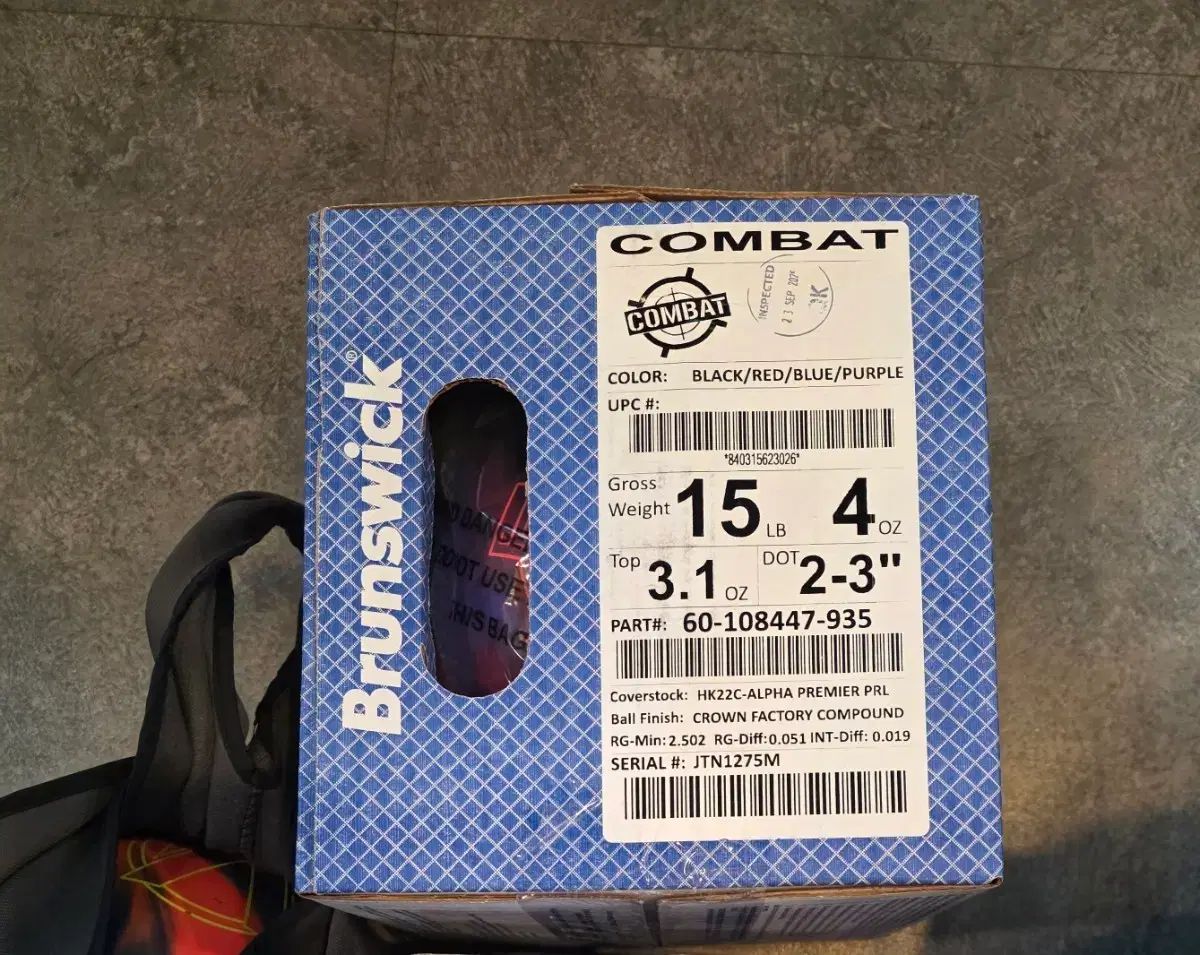 Brunswick®
COMBAT
COMBAT
INSPECTED
SEP
COLOR: BLACK/RED/BLUE/PURPLE
UPC #:
*840315623026*
Gross Weight 15 LB 4 OZ
Top 3.1 OZ DOT 2-3"
PART#: 60-108447-935
Coverstock: HK22C-ALPHA PREMIER PRL
Ball Finish: CROWN FACTORY COMPOUND
RG-Min: 2.502 RG-Diff: 0.051 INT-Diff: 0.019
SERIAL #: JTN1275M
USE
THIS BAG